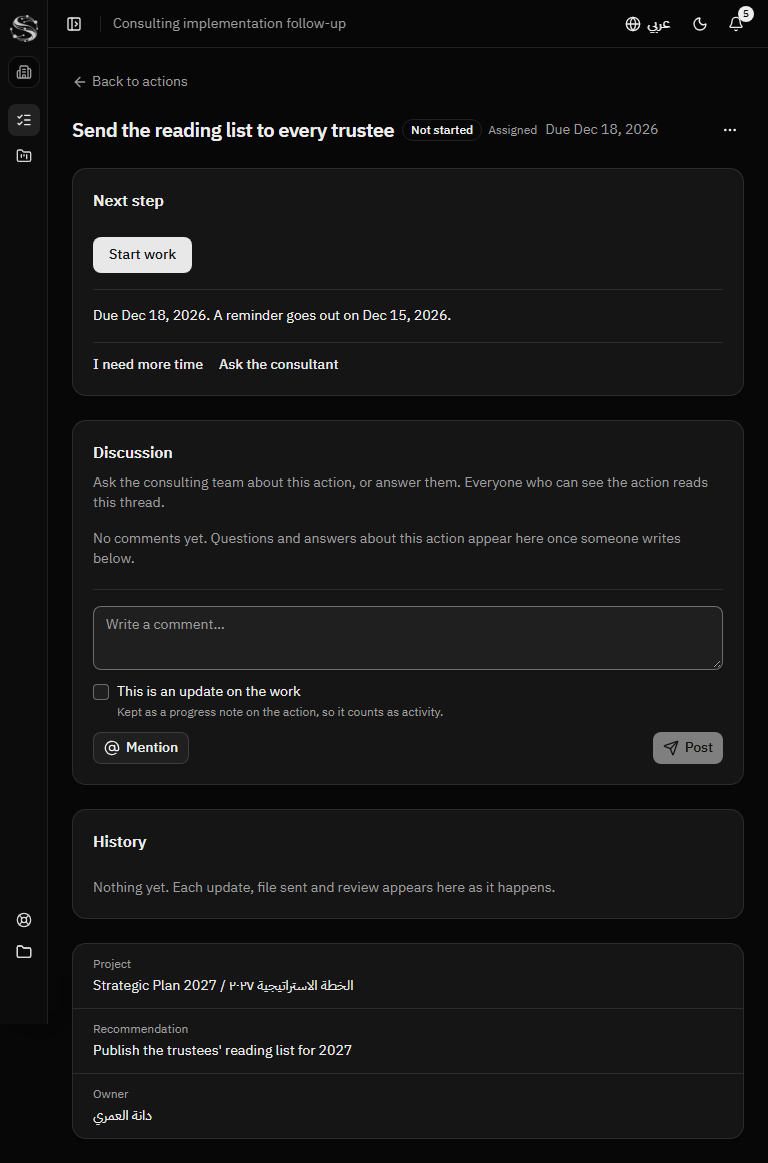 Consulting implementation follow-up
عربي
5
Back to actions
Send the reading list to every trustee
Not started
Assigned
Due Dec 18, 2026
Next step
Start work
Due Dec 18, 2026. A reminder goes out on Dec 15, 2026.
I need more time
Ask the consultant
Discussion
Ask the consulting team about this action, or answer them. Everyone who can see the action reads
this thread.
No comments yet. Questions and answers about this action appear here once someone writes
below.
Write a comment...
This is an update on the work
Kept as a progress note on the action, so it counts as activity.
@ Mention
Post
History
Nothing yet. Each update, file sent and review appears here as it happens.
Project
Strategic Plan 2027 / الخطة الاستراتيجية ٢٠٢٧
Recommendation
Publish the trustees' reading list for 2027
Owner
دانة العمري